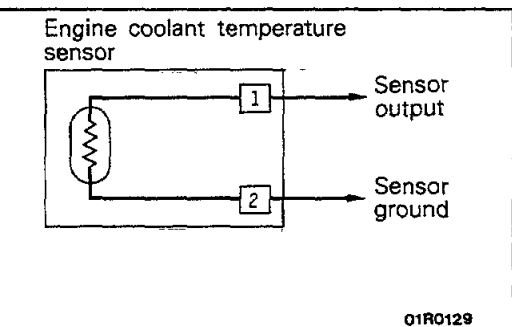 Engine coolant temperature
sensor
1
Sensor
output
2
Sensor
ground
01R0129